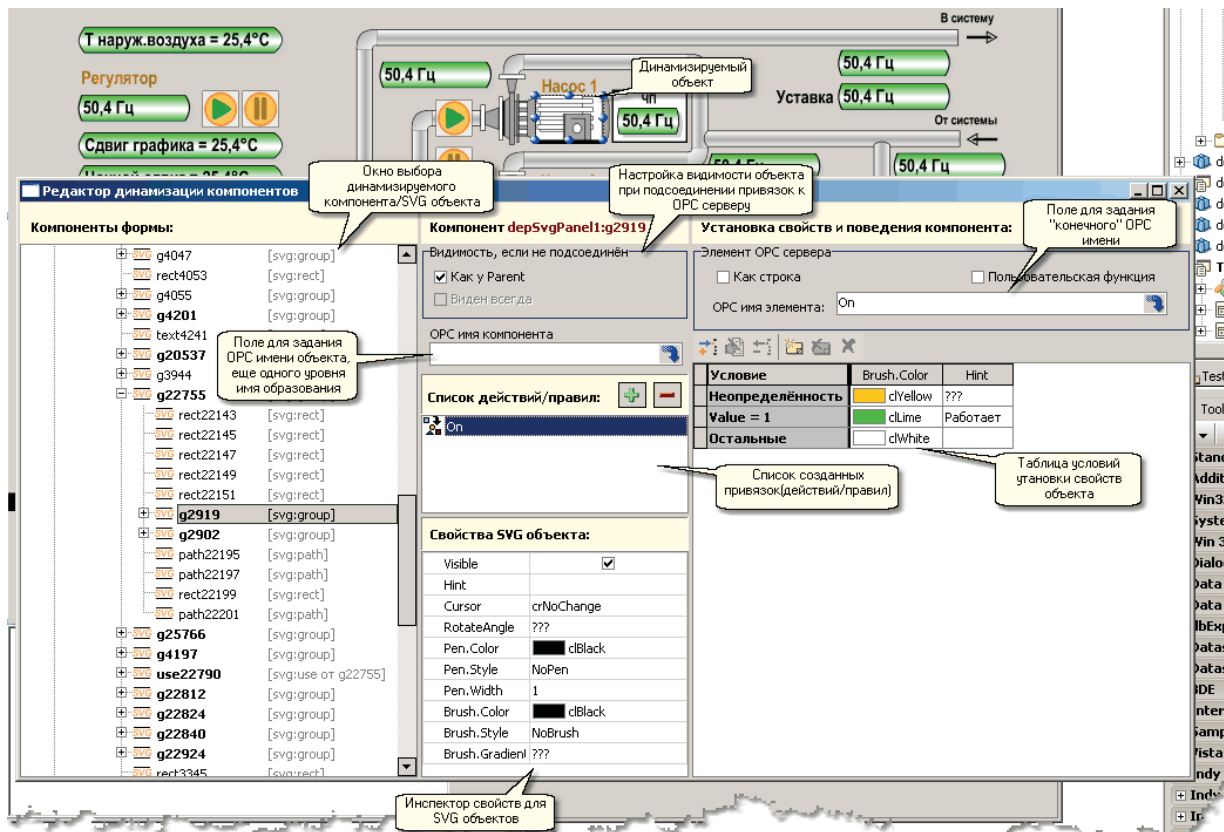 В систему
Т наруж.воздуха = 25,4°C
Регулятор
50,4 Гц
Сдвиг графика = 25,4°C
50,4 Гц
Насос 1
ЧП
50,4 Гц
Динамизируемый
объект
50,4 Гц
Уставка
50,4 Гц
От системы
50,4 Гц
Окно выбора
динамизируемого
компонента/SVG объекта
Настройка видимости объекта
при подсоединении привязок к
OPC серверу
Поле для задания
"конечного" OPC
имени
Редактор динамизации компонентов
Компоненты формы:
g4047 [svg:group]
rect4053 [svg:rect]
g4055 [svg:group]
g4201 [svg:group]
text4241
g20537
g3944
g22755
rect22143 [svg:rect]
rect22145 [svg:rect]
rect22147 [svg:rect]
rect22149 [svg:rect]
rect22151 [svg:rect]
g2919 [svg:group]
g2902 [svg:group]
path22195 [svg:path]
path22197 [svg:path]
rect22199 [svg:rect]
path22201 [svg:path]
g25766 [svg:group]
g4197 [svg:group]
use22790 [svg:use от g22755]
g22812 [svg:group]
g22824 [svg:group]
g22840 [svg:group]
g22924 [svg:group]
rect3345 [svg:rect]
Поле для задания
OPC имени объекта,
еще одного уровня
имя образования
Компонент depSvgPanel1:g2919
Видимость, если не подсоединён
Как у Parent
Виден всегда
OPC имя компонента
Список действий/правил:
On
Список созданных
привязок(действий/правил)
Свойства SVG объекта:
Visible
Hint
Cursor crNoChange
RotateAngle ???
Pen.Color clBlack
Pen.Style NoPen
Pen.Width 1
Brush.Color clBlack
Brush.Style NoBrush
Brush.Gradien ???
Инспектор свойств для
SVG объектов
Установка свойств и поведения компонента:
Элемент OPC сервера
Как строка
Пользовательская функция
OPC имя элемента: On
Условие Brush.Color Hint
Неопределённость clYellow ???
Value = 1 clLime Работает
Остальные clWhite
Таблица условий
утановки свойств
объекта
Test
Tool
Indy